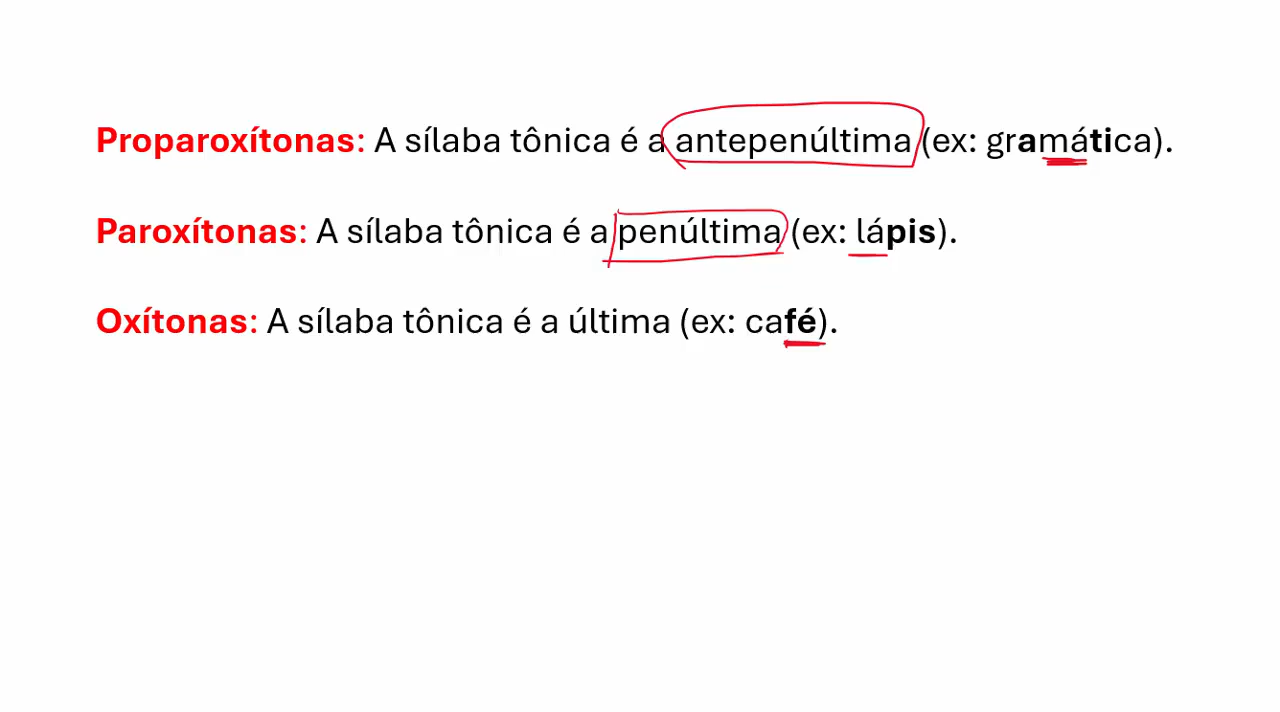 Proparoxítonas: A sílaba tônica é a antepenúltima (ex: gramática).
Paroxítonas: A sílaba tônica é a penúltima (ex: lápis).
Oxítonas: A sílaba tônica é a última (ex: café).